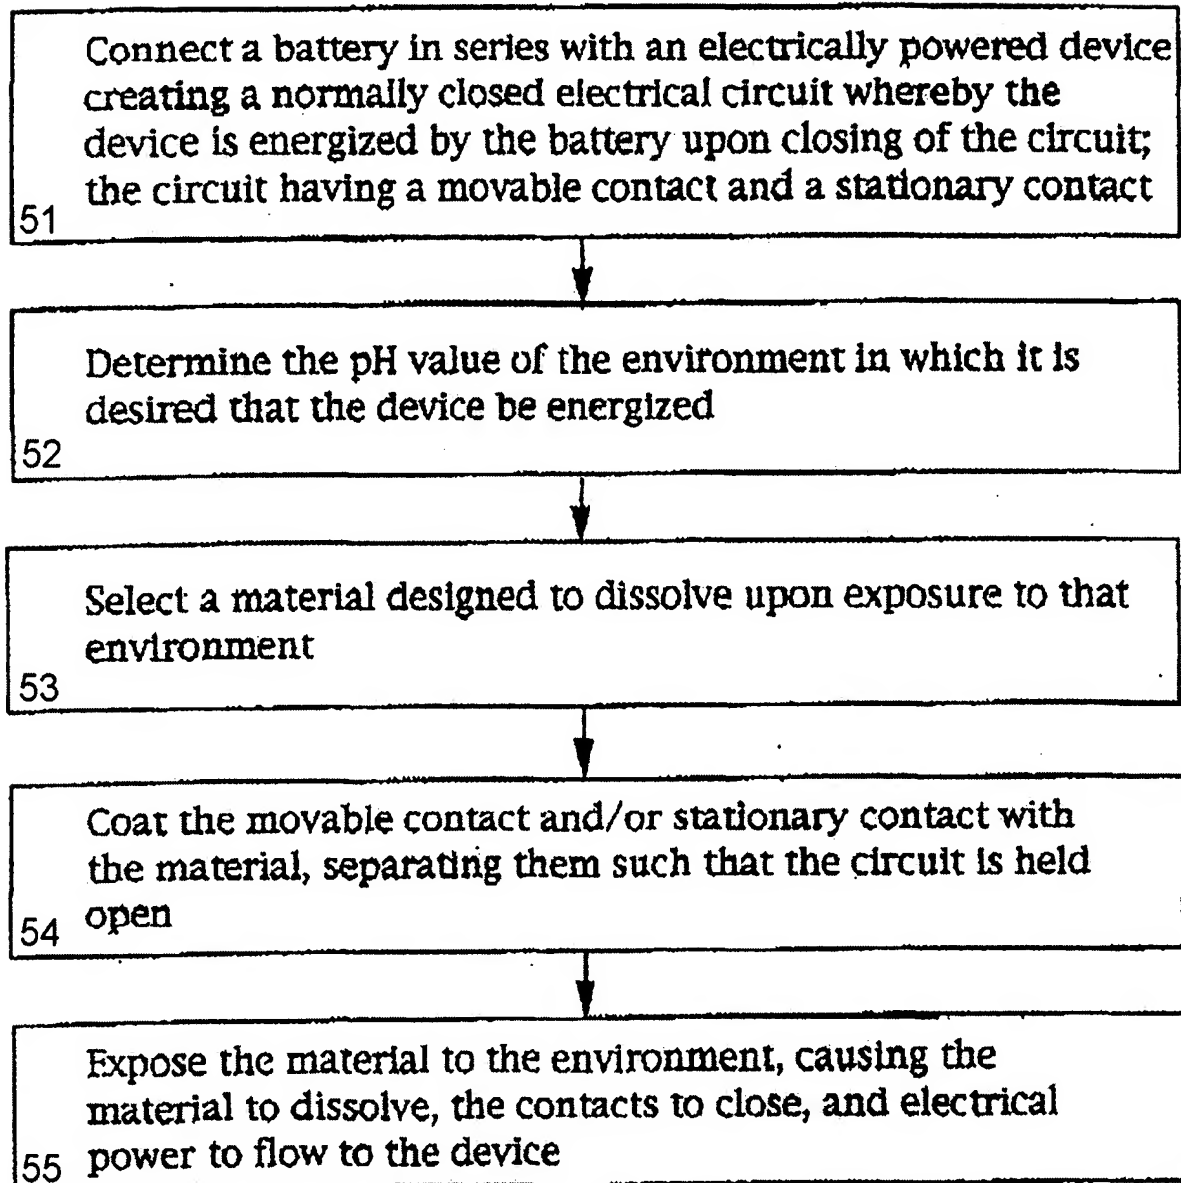 Connect a battery in series with an electrically powered device
creating a normally closed electrical circuit whereby the
device is energized by the battery upon closing of the circuit;
the circuit having a movable contact and a stationary contact
51
Determine the pH value of the environment in which it is
desired that the device be energized
52
Select a material designed to dissolve upon exposure to that
environment
53
Coat the movable contact and/or stationary contact with
the material, separating them such that the circuit is held
open
54
Expose the material to the environment, causing the
material to dissolve, the contacts to close, and electrical
power to flow to the device
55